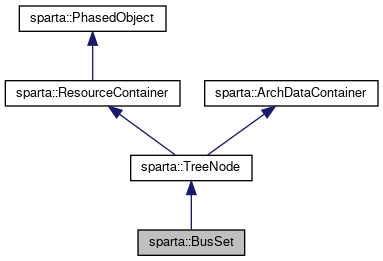 sparta::PhasedObject
sparta::ResourceContainer
sparta::ArchDataContainer
sparta::TreeNode
sparta::BusSet